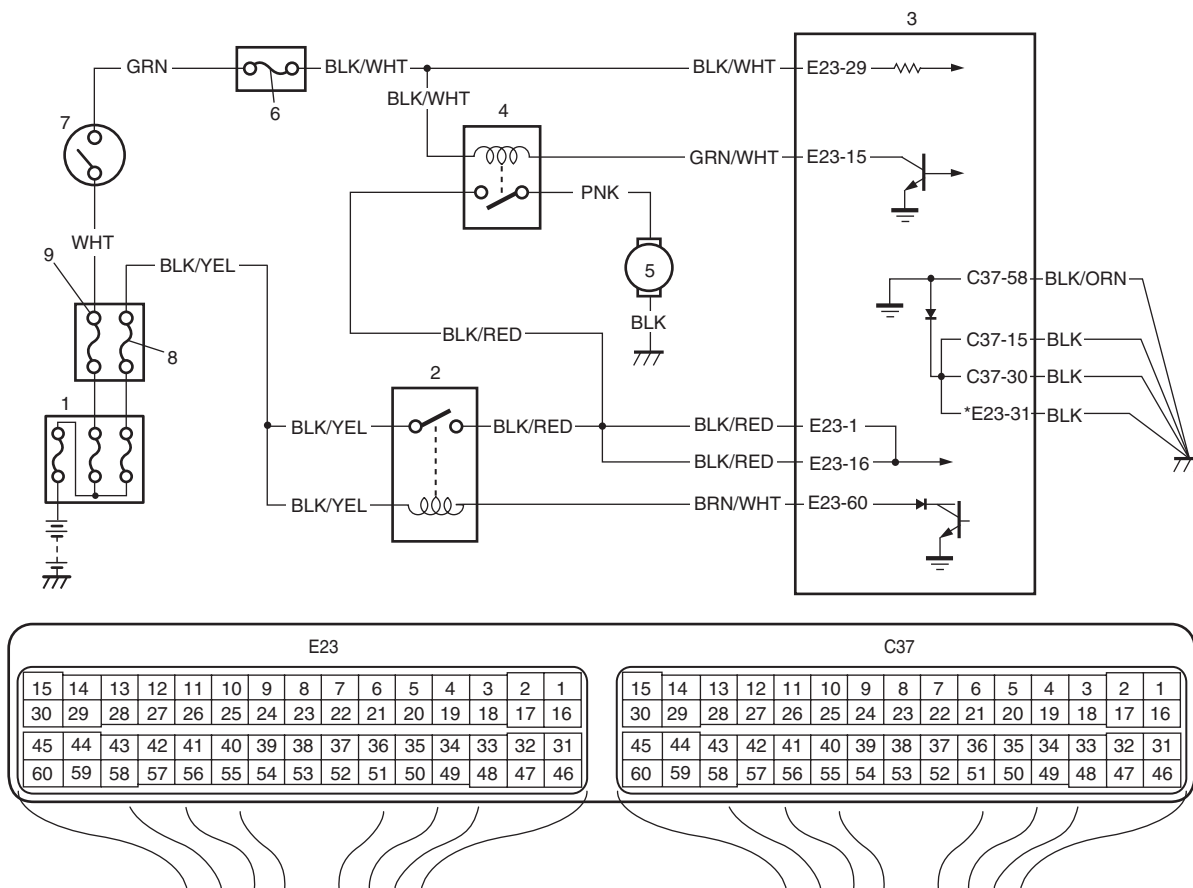 3
GRN BLK/WHT BLK/WHT E23-29
6
BLK/WHT
7 4
GRN/WHT E23-15
PNK
WHT
9 BLK/YEL
5
C37-58 BLK/ORN
BLK
BLK/RED C37-15 BLK
8
2 C37-30 BLK
1
*E23-31 BLK
BLK/YEL BLK/RED BLK/RED E23-1
BLK/RED E23-16
BLK/YEL BRN/WHT E23-60
E23 C37
15 14 13 12 11 10 9 8 7 6 5 4 3 2 1 15 14 13 12 11 10 9 8 7 6 5 4 3 2 1
30 29 28 27 26 25 24 23 22 21 20 19 18 17 16 30 29 28 27 26 25 24 23 22 21 20 19 18 17 16
45 44 43 42 41 40 39 38 37 36 35 34 33 32 31 45 44 43 42 41 40 39 38 37 36 35 34 33 32 31
60 59 58 57 56 55 54 53 52 51 50 49 48 47 46 60 59 58 57 56 55 54 53 52 51 50 49 48 47 46